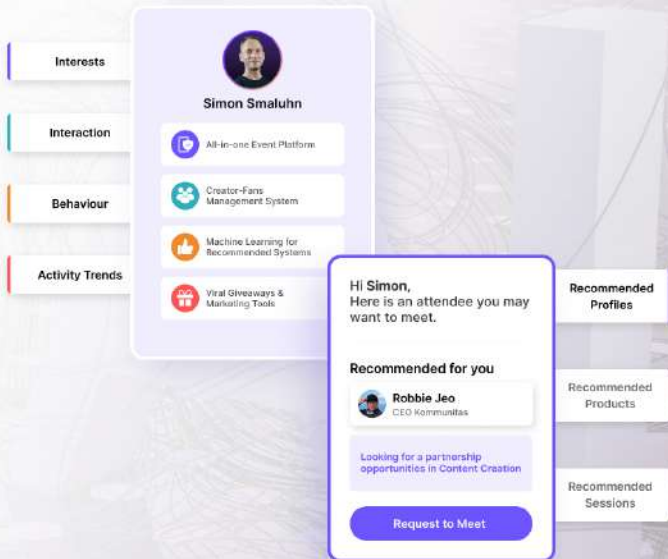 Interests
Interaction
Behaviour
Activity Trends
Simon Smaluhn
All-in-one Event Platform
Creator-Fans
Management System
Machine Learning for
Recommended Systems
Viral Giveaways &
Marketing Tools
Hi Simon,
Here is an attendee you may
want to meet.
Recommended for you
Robbie Jeo
CEO Kommunitas
Looking for a partnership
opportunities in Content Creation
Request to Meet
Recommended
Profiles
Recommended
Products
Recommended
Sessions